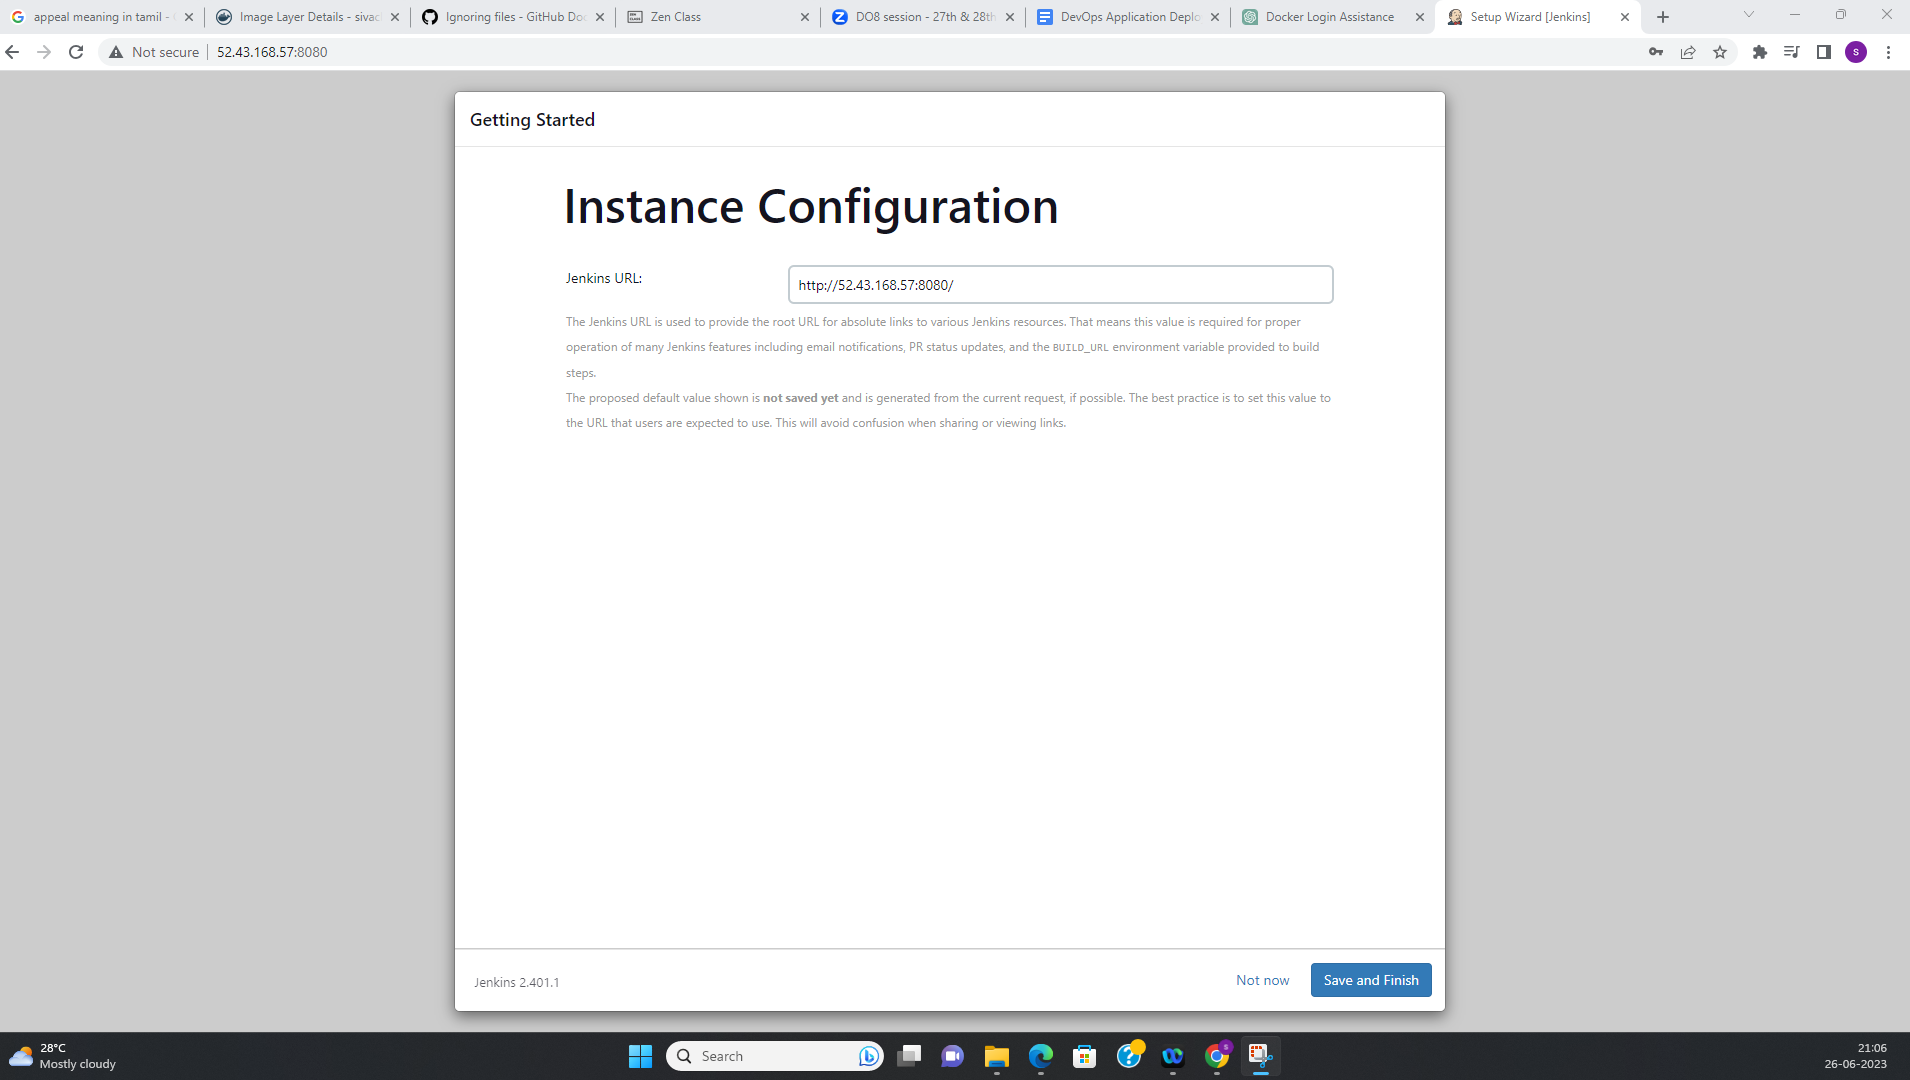 appeal meaning in tamil -
Image Layer Details - sivac
Ignoring files - GitHub Doc
Zen Class
DO8 session - 27th & 28th
DevOps Application Deplo
Docker Login Assistance
Setup Wizard [Jenkins]
Not secure
52.43.168.57:8080
s
Getting Started
Instance Configuration
Jenkins URL:
http://52.43.168.57:8080/
The Jenkins URL is used to provide the root URL for absolute links to various Jenkins resources. That means this value is required for proper
operation of many Jenkins features including email notifications, PR status updates, and the BUILD_URL environment variable provided to build
steps.
The proposed default value shown is not saved yet and is generated from the current request, if possible. The best practice is to set this value to
the URL that users are expected to use. This will avoid confusion when sharing or viewing links.
Jenkins 2.401.1
Not now
Save and Finish
28°C
Mostly cloudy
Search
21:06
26-06-2023